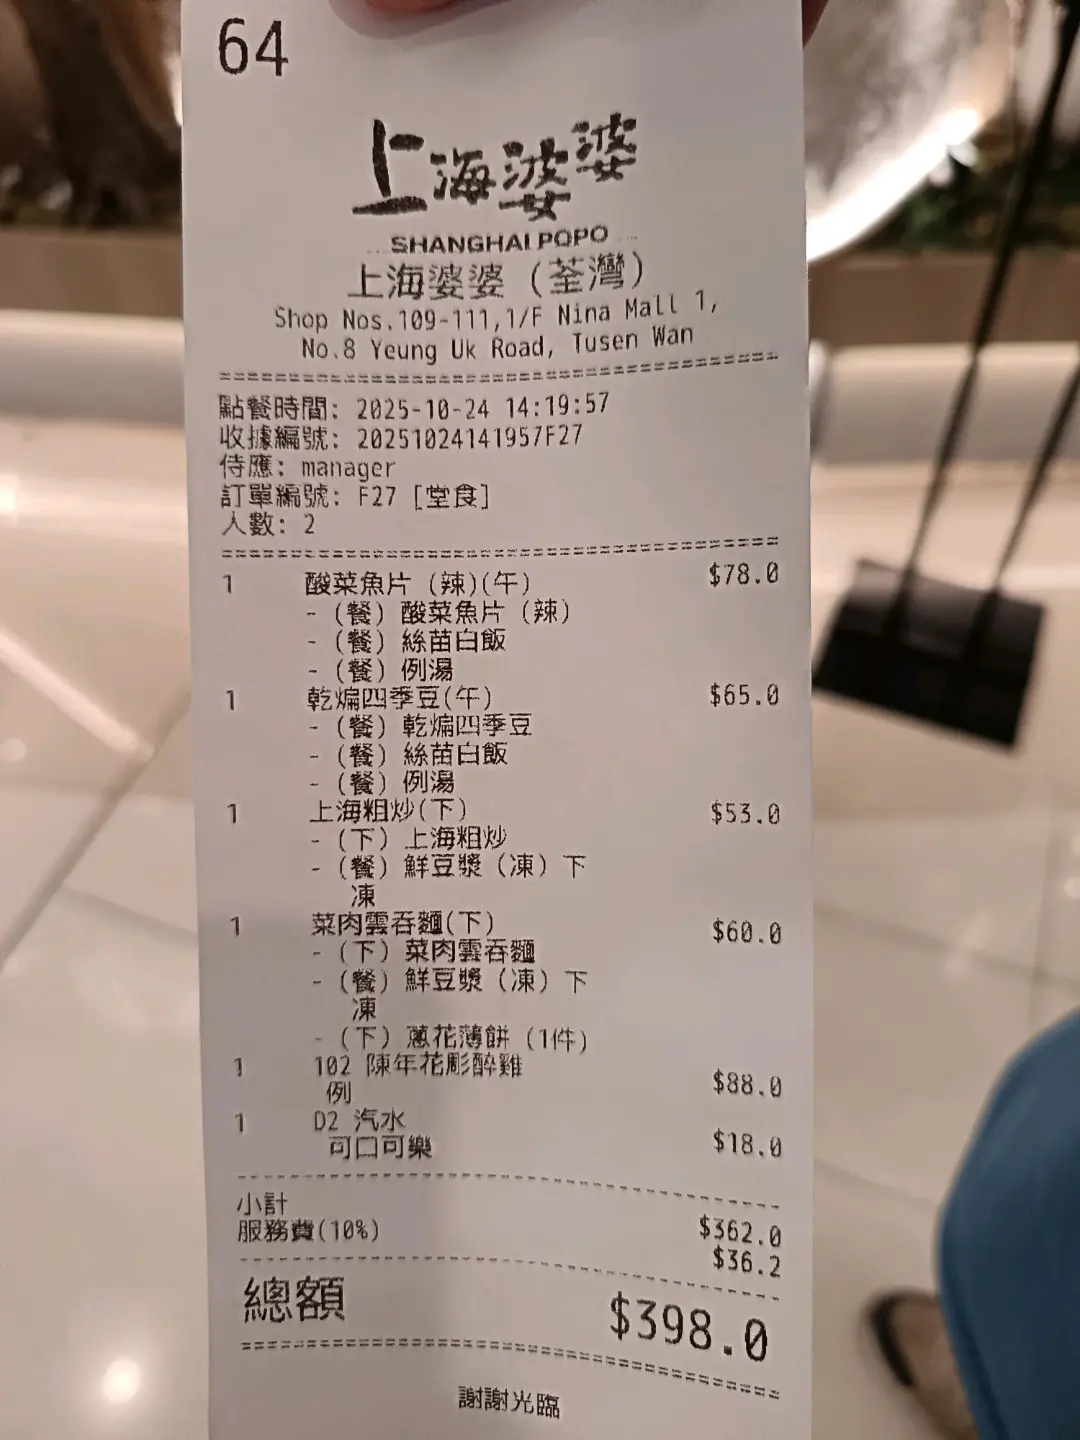 64
上海婆婆
SHANGHAI POPO
上海婆婆 (荃灣)
Shop Nos.109-111,1/F Nina Mall 1,
No.8 Yeung Uk Road, Tusen Wan
點餐時間: 2025-10-24 14:19:57
收據編號: 20251024141957F27
侍應: manager
訂單編號: F27 [堂食]
人數: 2
1 酸菜魚片 (辣)(午) $78.0
- (餐) 酸菜魚片 (辣)
- (餐) 絲苗白飯
- (餐) 例湯
1 乾煸四季豆(午) $65.0
- (餐) 乾煸四季豆
- (餐) 絲苗白飯
- (餐) 例湯
1 上海粗炒(下) $53.0
- (下) 上海粗炒
- (餐) 鮮豆漿 (凍) 下
凍
1 菜肉雲吞麵(下) $60.0
- (下) 菜肉雲吞麵
- (餐) 鮮豆漿 (凍) 下
凍
- (下) 蔥花薄餅 (1件)
1 102 陳年花彫醉雞
例 $88.0
1 D2 汽水
可口可樂 $18.0
小計 $362.0
服務費(10%) $36.2
總額 $398.0
謝謝光臨